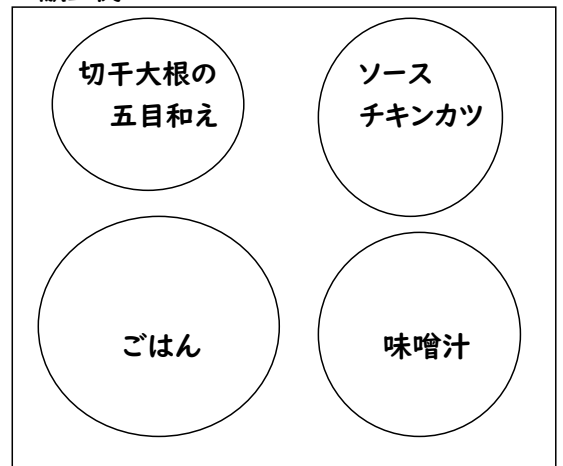 切干大根の
五目和え
ソース
チキンカツ
ごはん
味噌汁